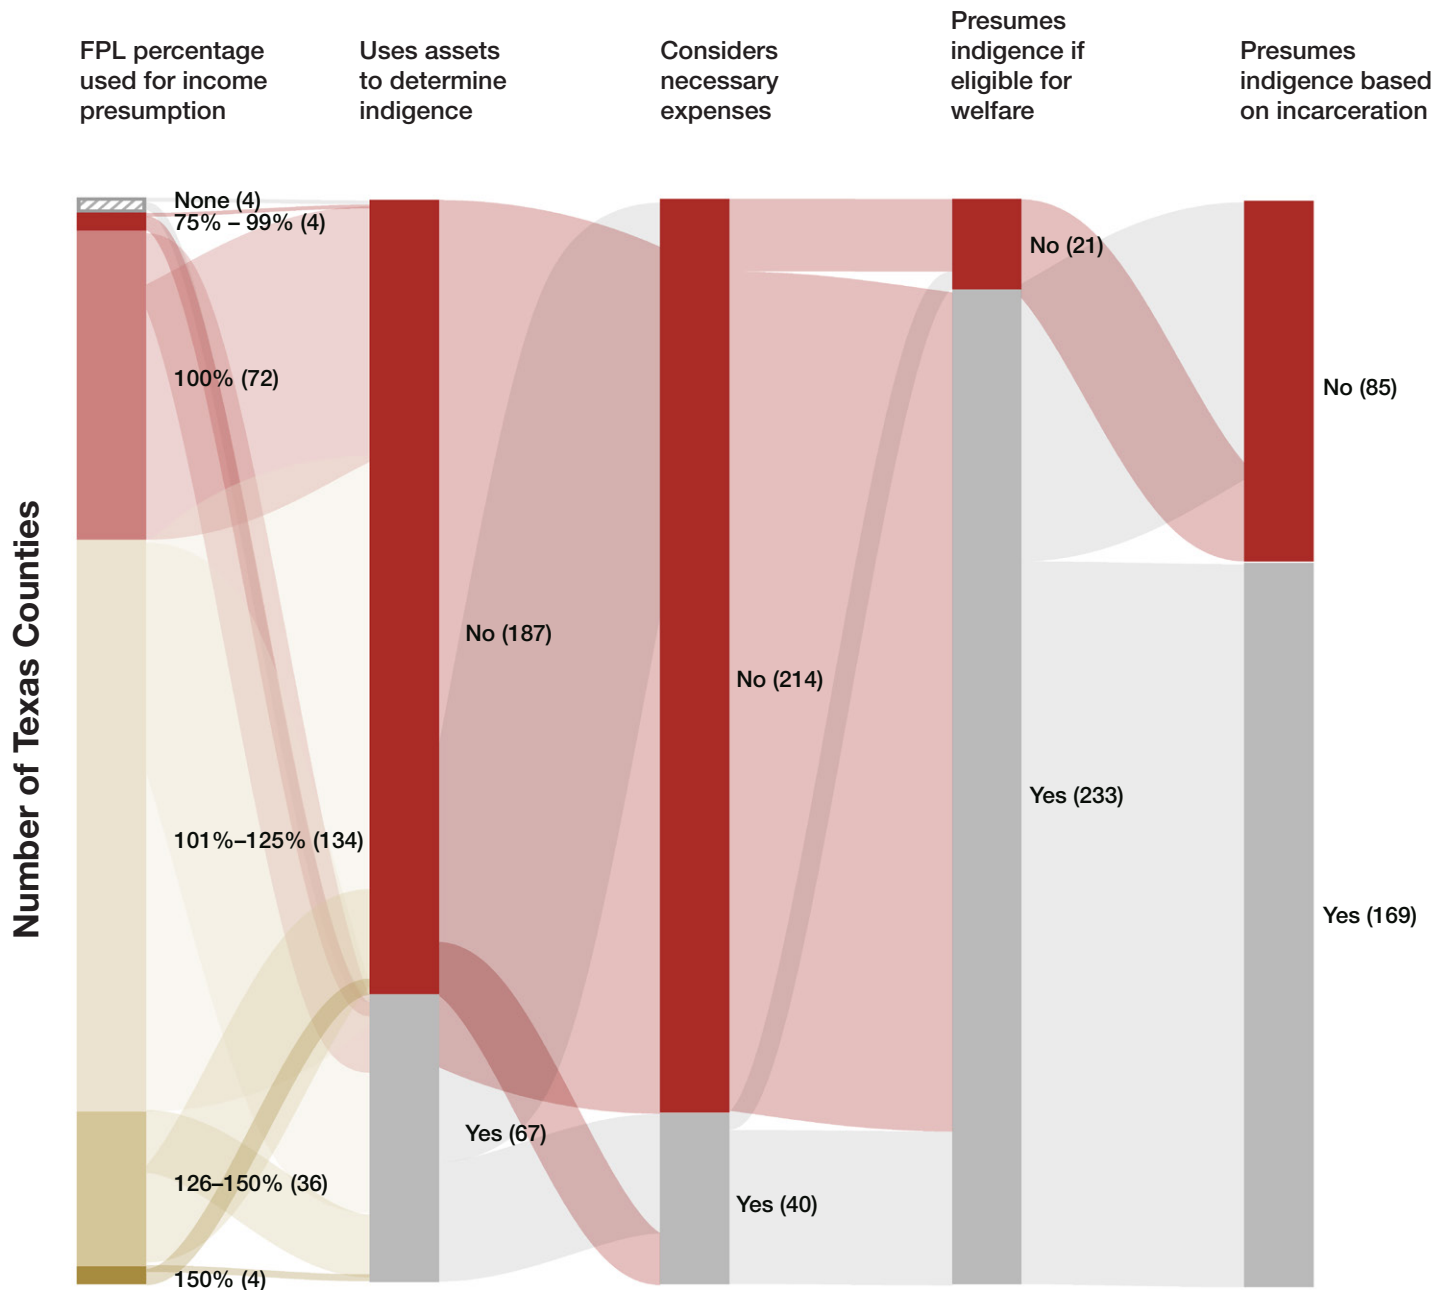 FPL percentage
used for income
presumption
Uses assets
to determine
indigence
Considers
necessary
expenses
Presumes
indigence if
eligible for
welfare
Presumes
indigence based
on incarceration
Number of Texas Counties
None (4)
75% – 99% (4)
100% (72)
101%–125% (134)
126–150% (36)
150% (4)
No (187)
Yes (67)
No (214)
Yes (40)
No (21)
Yes (233)
No (85)
Yes (169)